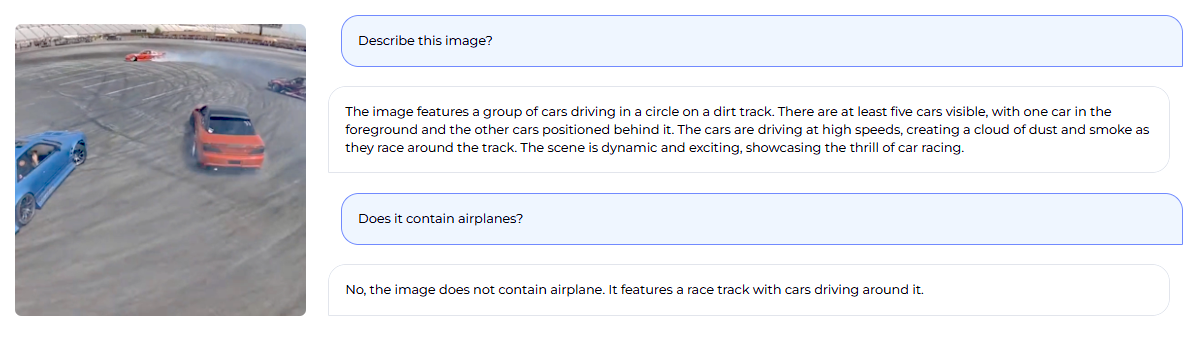 Describe this image?
The image features a group of cars driving in a circle on a dirt track. There are at least five cars visible, with one car in the
foreground and the other cars positioned behind it. The cars are driving at high speeds, creating a cloud of dust and smoke as
they race around the track. The scene is dynamic and exciting, showcasing the thrill of car racing.
Does it contain airplanes?
No, the image does not contain airplane. It features a race track with cars driving around it.